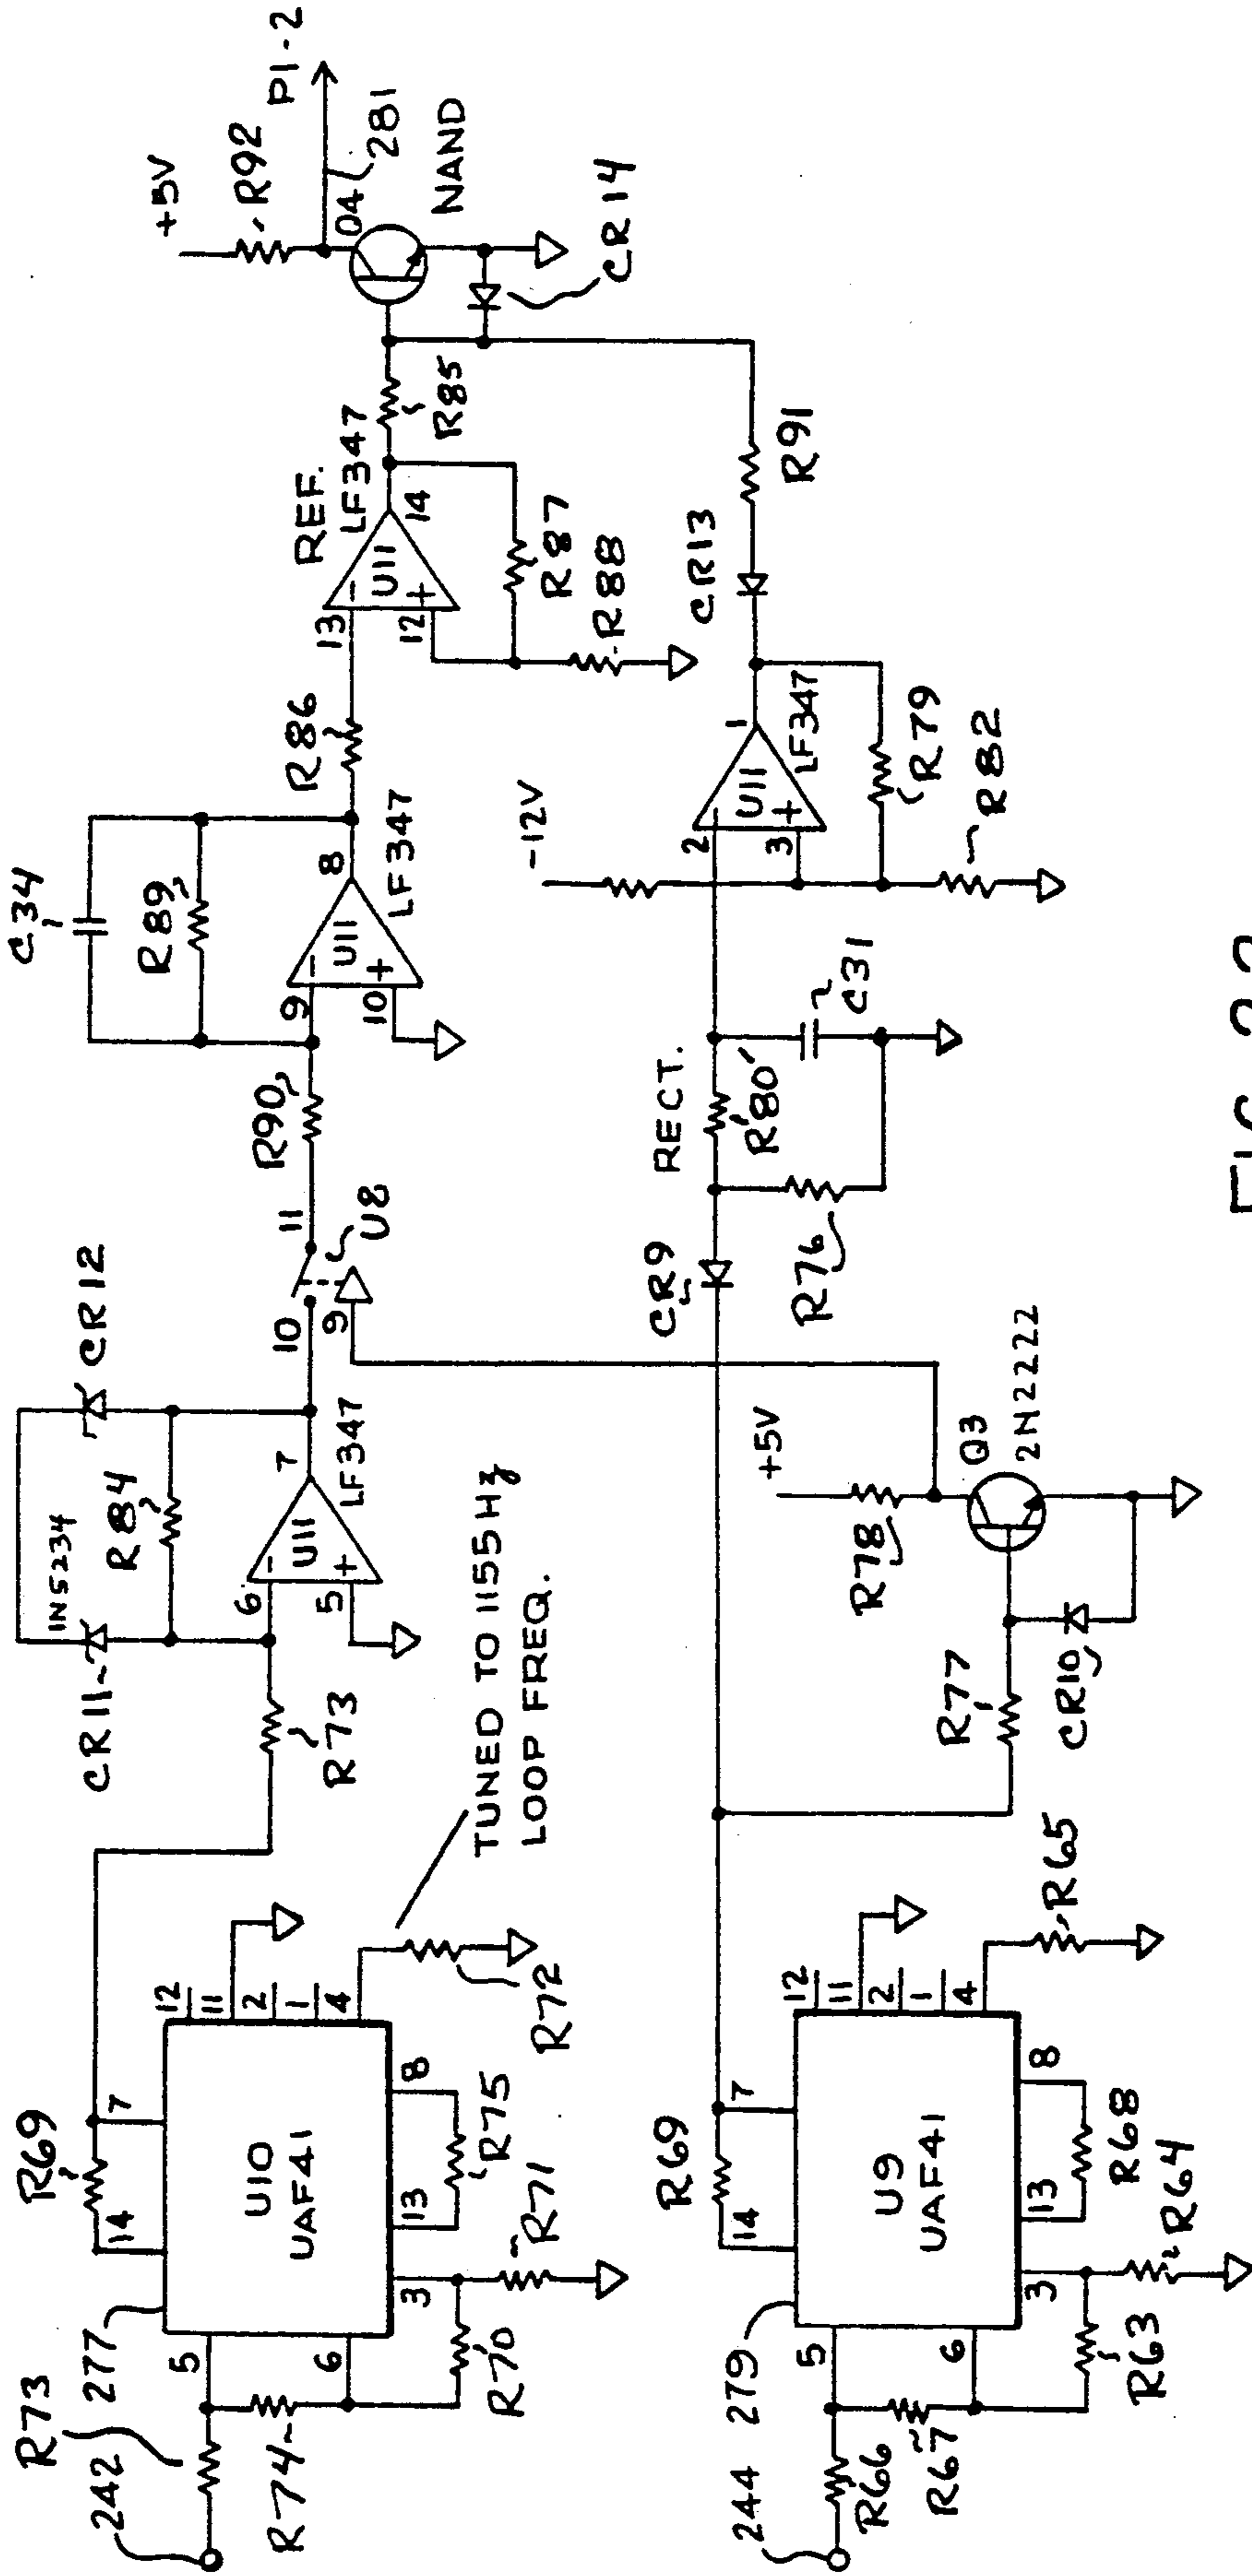 242
R73
277
R74
5
6
R70
3
R71
14
R69
7
U10
UAF41
13
8
R75
12
11
2
1
4
R72
TUNED TO 1155 Hz
LOOP FREQ.
R73
CR11
1N5234
CR12
R84
6
5
U11
7
LF347
10
11
9
U8
R90
C34
R89
9
10
U11
8
LF347
R86
REF.
LF347
13
12
U11
14
R87
R88
R85
+5V
R92
Q4
P1-2
281
NAND
CR14
244
279
R66
R67
5
6
R63
3
R64
14
R69
7
U9
UAF41
13
8
R68
12
11
2
1
4
R65
R77
CR10
+5V
R78
Q3
2N2222
CR9
RECT.
R76
R80
C31
-12V
2
3
U11
1
LF347
R79
R82
CR13
R91